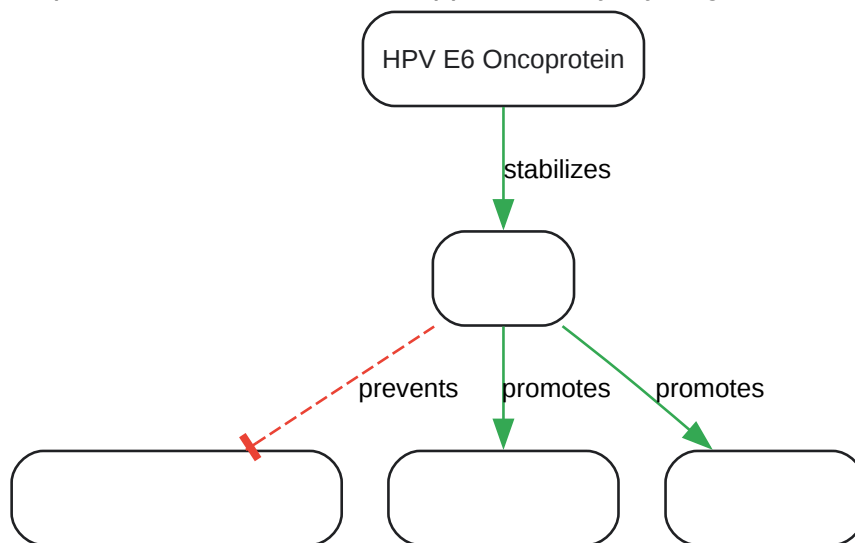 HPV E6 Oncoprotein
stabilizes
prevents
promotes
promotes